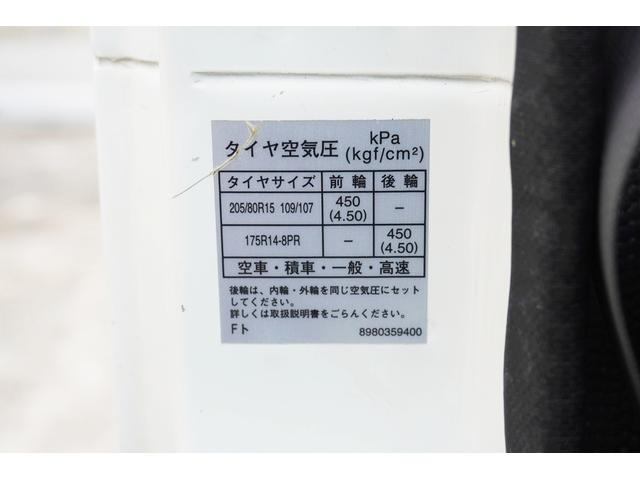 タイヤ空気圧 kPa (kgf/cm²)
タイヤサイズ 前輪 後輪
205/80R15 109/107 450 (4.50) –
175R14-8PR – 450 (4.50)
空車・積車・一般・高速
後輪は、内輪・外輪を同じ空気圧にセット
してください。
詳しくは取扱説明書をごらんください。
Fト 8980359400